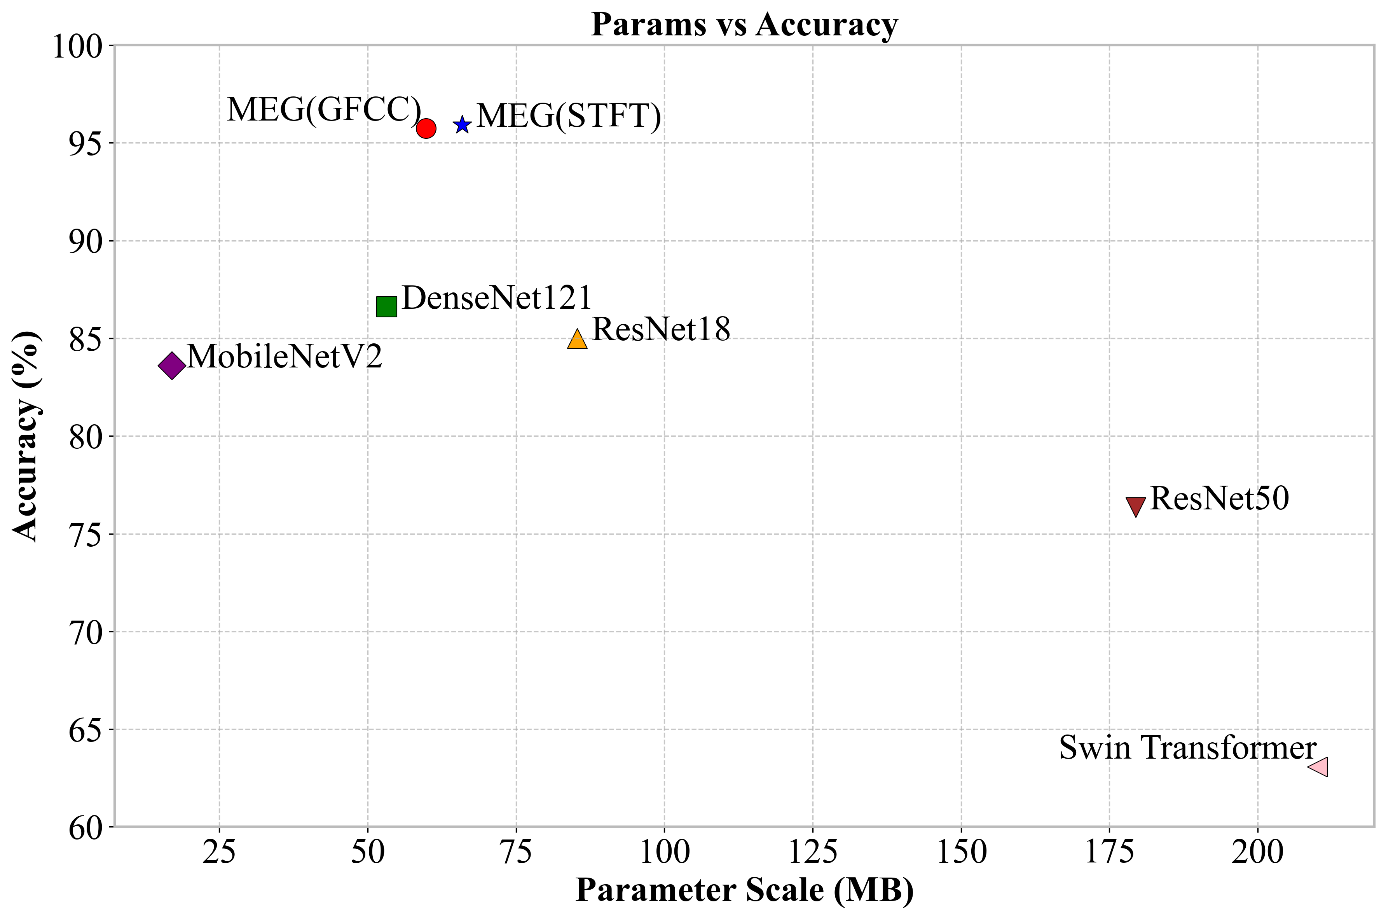 Params vs Accuracy
100
MEG(GFCC)
MEG(STFT)
95
90
DenseNet121
ResNet18
85
MobileNetV2
80
ResNet50
75
70
65
Swin Transformer
60
25 50 75 100 125 150 175 200
Parameter Scale (MB)
Accuracy (%)